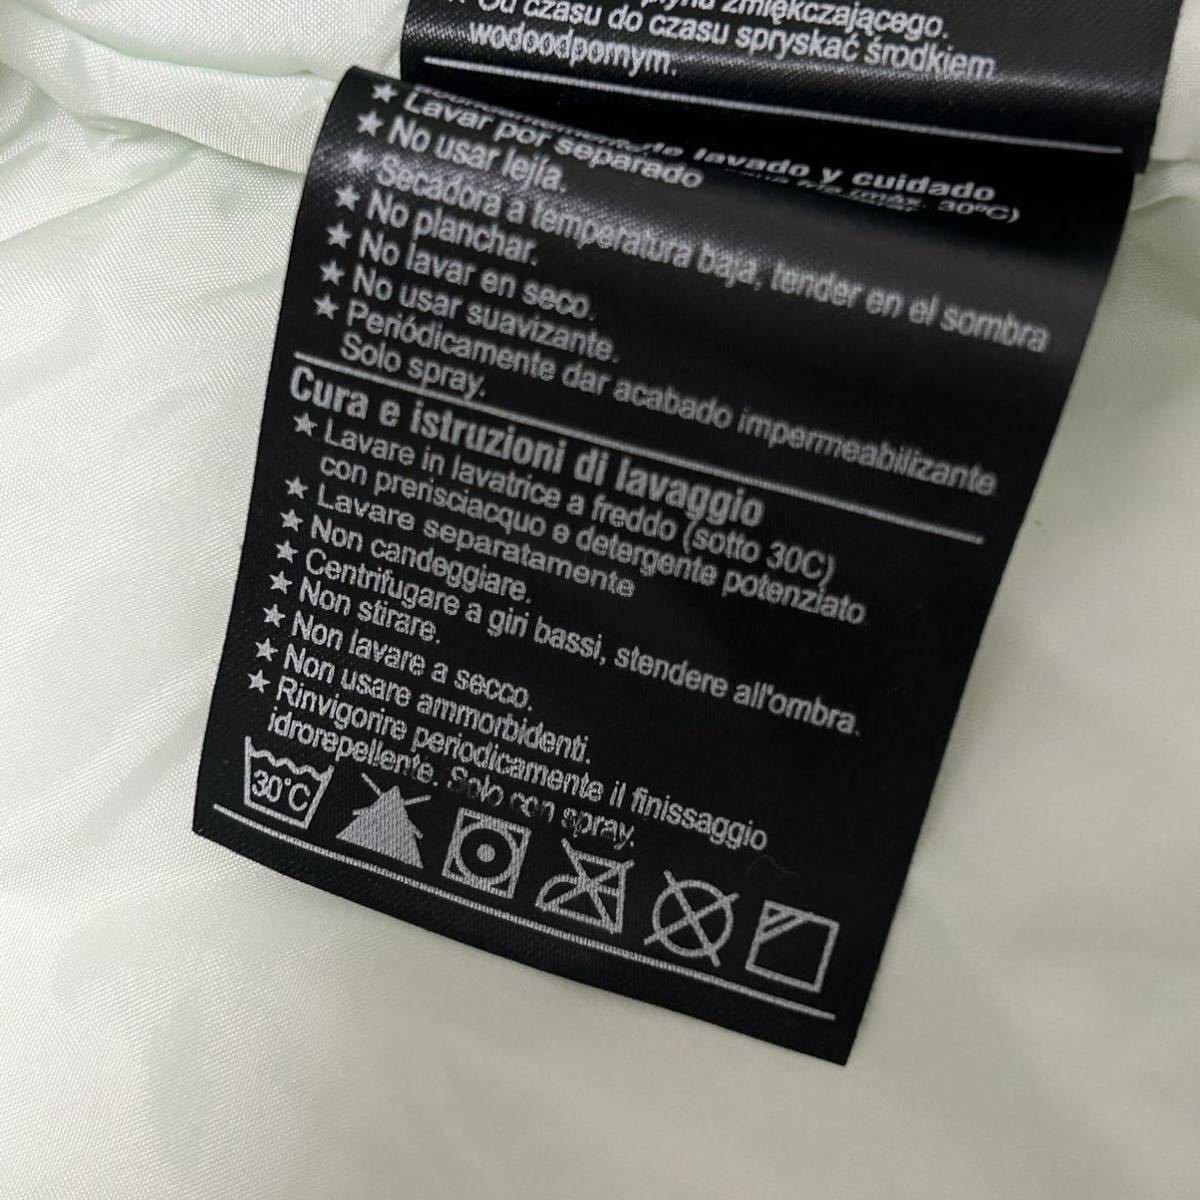 płynu zmiękczającego.
★ Od czasu do czasu spryskać środkiem
wodoodpornym.
lavado y cuidado
(máx. 30ºC)
★ Lavar por separado
★ No usar lejía.
★ Secadora a temperatura baja, tender en el sombra
★ No planchar.
★ No lavar en seco.
★ No usar suavizante.
★ Periódicamente dar acabado impermeabilizante
Solo spray.
Cura e istruzioni di lavaggio
★ Lavare in lavatrice a freddo (sotto 30C)
con prerisciacquo e detergente potenziato
★ Lavare separatamente
★ Non candeggiare.
★ Centrifugare a giri bassi, stendere all'ombra.
★ Non stirare.
★ Non lavare a secco.
★ Non usare ammorbidenti.
★ Rinvigorire periodicamente il finissaggio
idrorepellente. Solo con spray.
30°C